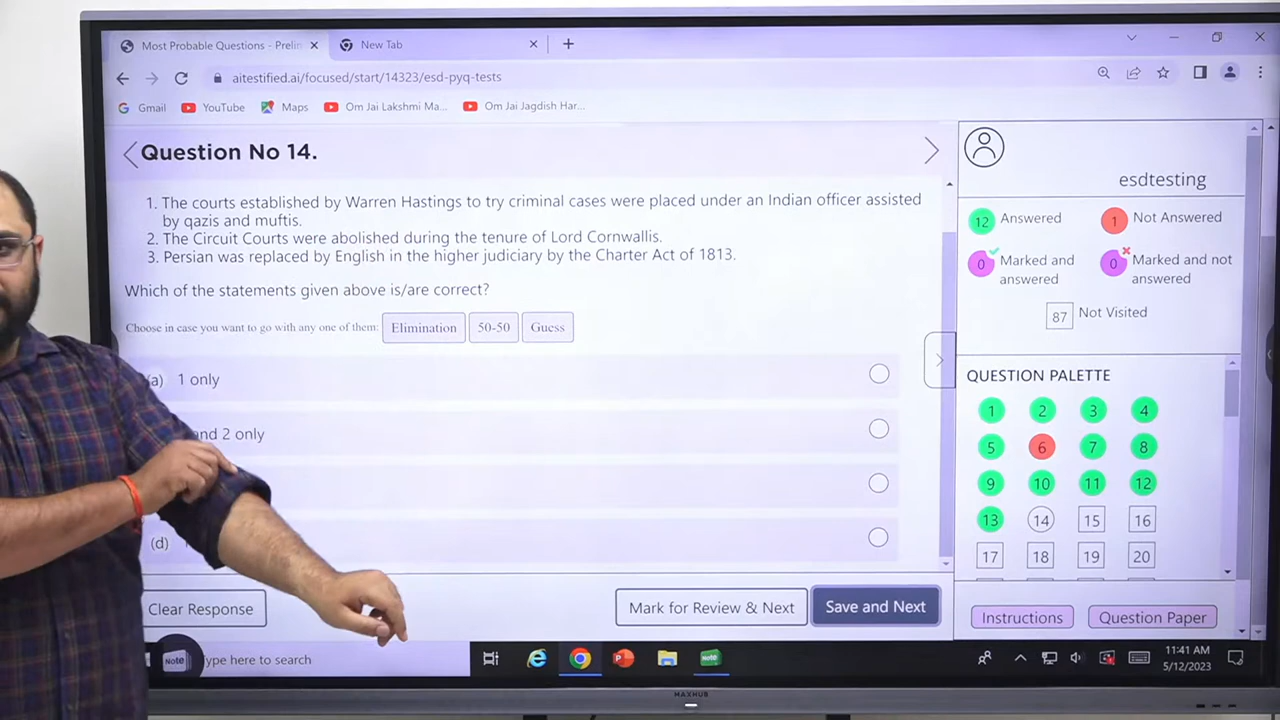 Most Probable Questions - Prelin
New Tab
aitestified.ai/focused/start/14323/esd-pyq-tests
Gmail
YouTube
Maps
Om Jai Lakshmi Ma...
Om Jai Jagdish Har...
Question No 14.
1. The courts established by Warren Hastings to try criminal cases were placed under an Indian officer assisted
by qazis and muftis.
2. The Circuit Courts were abolished during the tenure of Lord Cornwallis.
3. Persian was replaced by English in the higher judiciary by the Charter Act of 1813.
Which of the statements given above is/are correct?
Choose in case you want to go with any one of them: Elimination 50-50 Guess
(a) 1 only
and 2 only
(d)
Clear Response
Mark for Review & Next
Save and Next
esdtesting
12 Answered
1 Not Answered
0 Marked and
answered
0 Marked and not
answered
87 Not Visited
QUESTION PALETTE
1 2 3 4
5 6 7 8
9 10 11 12
13 14 15 16
17 18 19 20
Instructions
Question Paper
Note
ype here to search
Note
11:41 AM
5/12/2023
MAXHUB